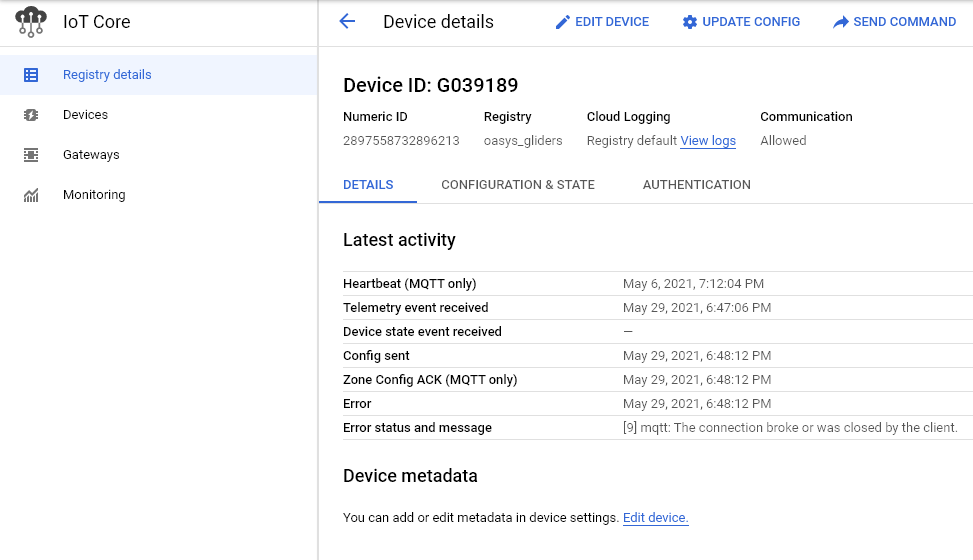 IoT Core
Device details
EDIT DEVICE
UPDATE CONFIG
SEND COMMAND
Registry details
Devices
Gateways
Monitoring
Device ID: G039189
Numeric ID Registry Cloud Logging Communication
2897558732896213 oasys_gliders Registry default View logs Allowed
DETAILS CONFIGURATION & STATE AUTHENTICATION
Latest activity
Heartbeat (MQTT only) May 6, 2021, 7:12:04 PM
Telemetry event received May 29, 2021, 6:47:06 PM
Device state event received —
Config sent May 29, 2021, 6:48:12 PM
Zone Config ACK (MQTT only) May 29, 2021, 6:48:12 PM
Error May 29, 2021, 6:48:12 PM
Error status and message [9] mqtt: The connection broke or was closed by the client.
Device metadata
You can add or edit metadata in device settings. Edit device.